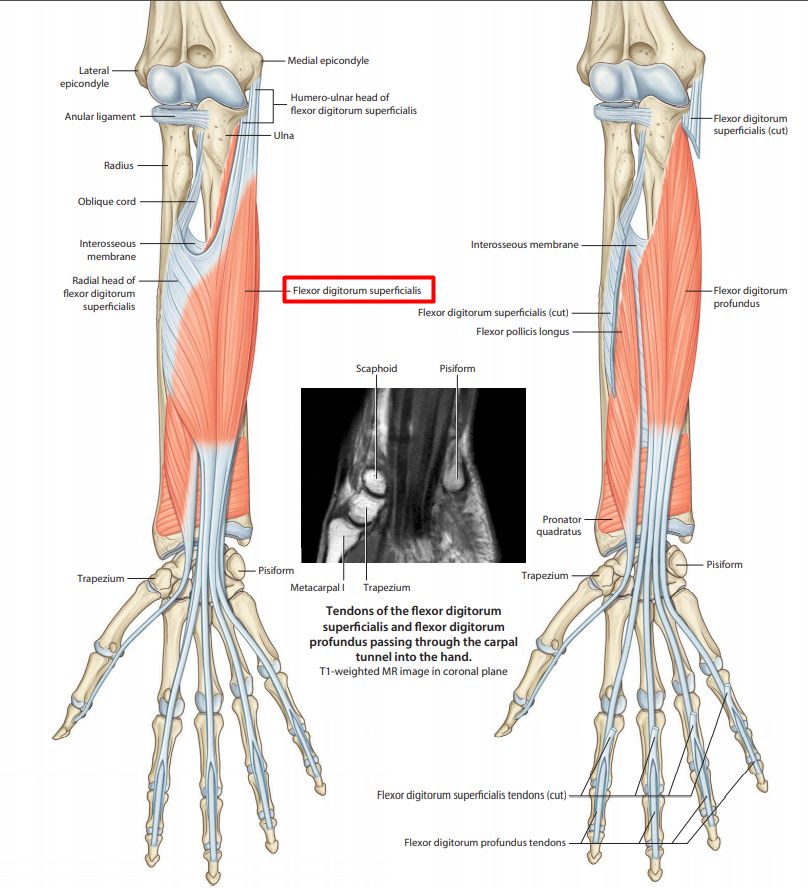 Medial epicondyle
Lateral
epicondyle
Humero-ulnar head of
flexor digitorum superficialis
Anular ligament
Ulna
Radius
Oblique cord
Interosseous
membrane
Radial head of
flexor digitorum
superficialis
Flexor digitorum superficialis
Flexor digitorum
superficialis (cut)
Interosseous membrane
Flexor digitorum
profundus
Flexor digitorum superficialis (cut)
Flexor pollicis longus
Scaphoid
Pisiform
Pronator
quadratus
Trapezium
Pisiform
Metacarpal I
Trapezium
Trapezium
Pisiform
Tendons of the flexor digitorum
superficialis and flexor digitorum
profundus passing through the carpal
tunnel into the hand.
T1-weighted MR image in coronal plane
Flexor digitorum superficialis tendons (cut)
Flexor digitorum profundus tendons